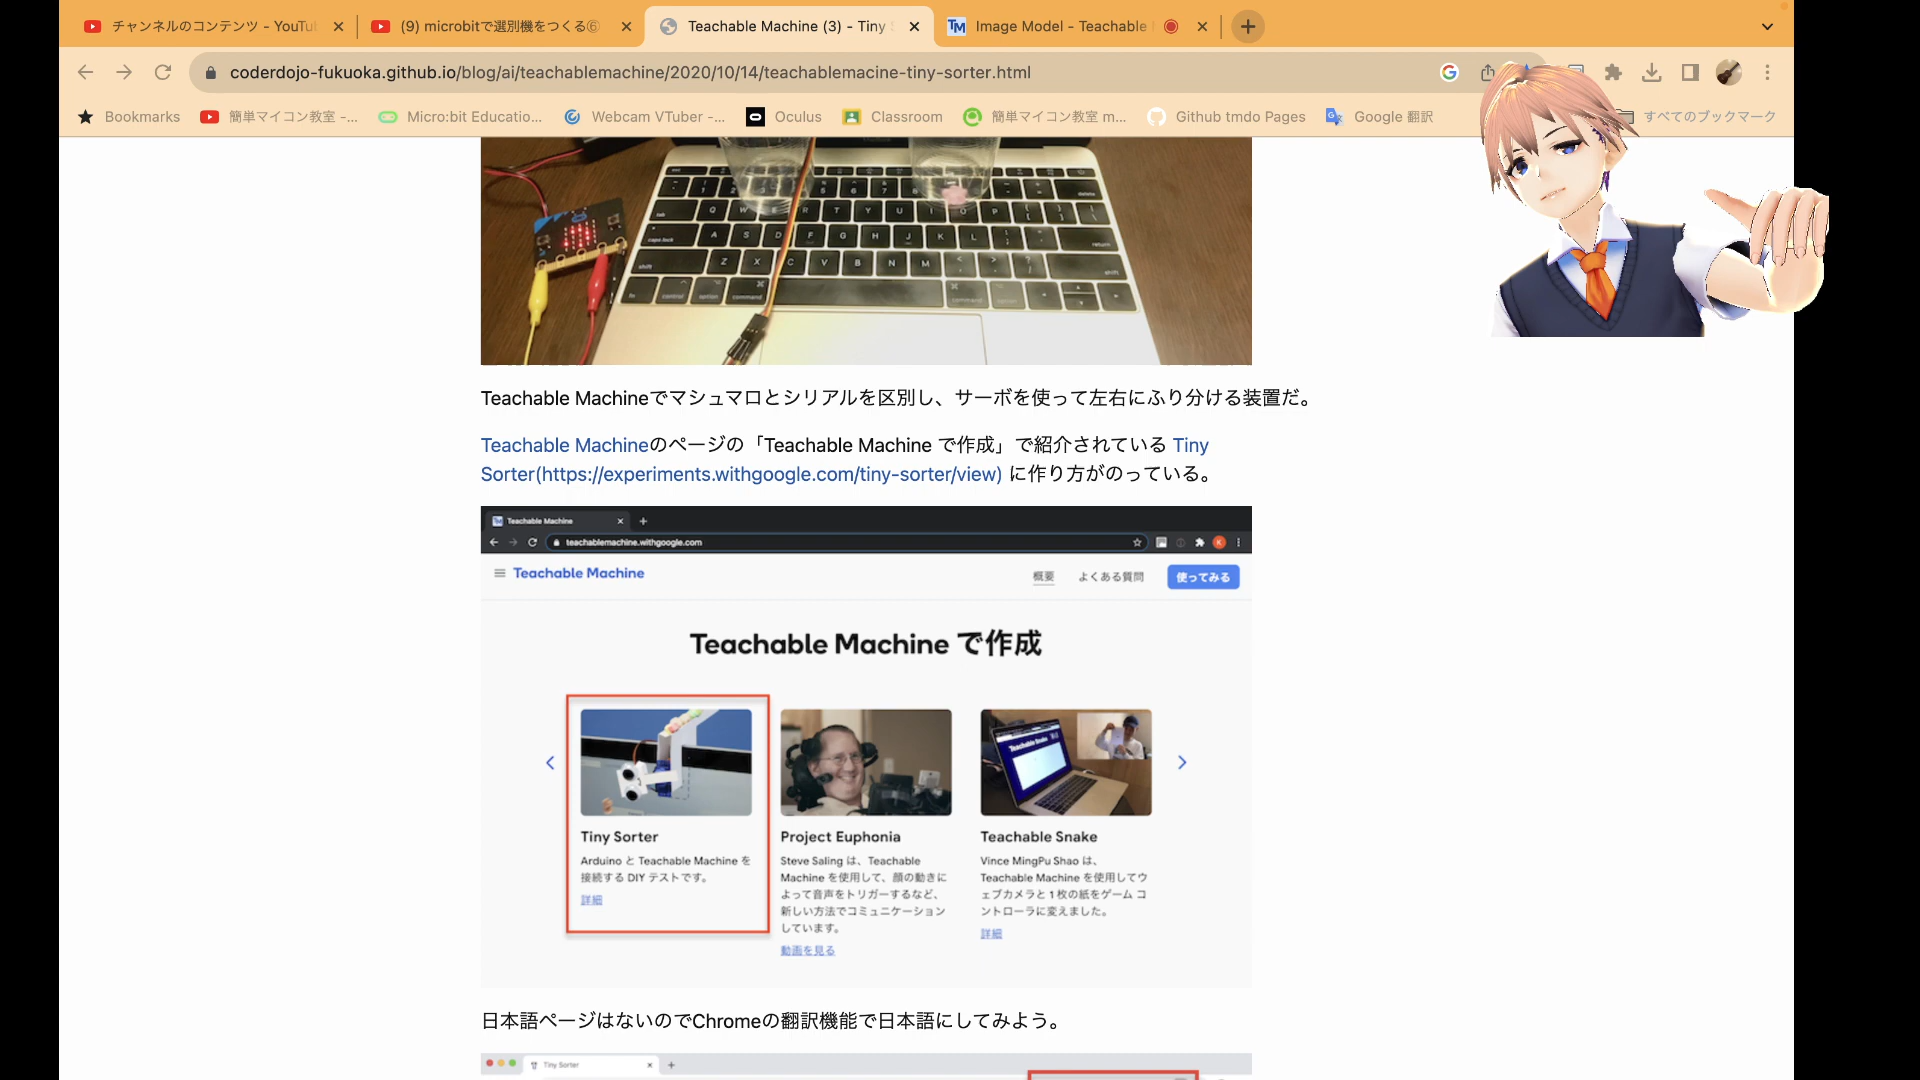 チャンネルのコンテンツ - YouTu
(9) microbitで選別機をつくる⑥
Teachable Machine (3) - Tiny
Image Model - Teachable
coderdojo-fukuoka.github.io/blog/ai/teachablemachine/2020/10/14/teachablemacine-tiny-sorter.html
Bookmarks
簡単マイコン教室 -...
Micro:bit Educatio...
Webcam VTuber -...
Oculus
Classroom
簡単マイコン教室 m...
Github tmdo Pages
Google 翻訳
すべてのブックマーク
Teachable Machineでマシュマロとシリアルを区別し、サーボを使って左右にふり分ける装置だ。
Teachable Machineのページの「Teachable Machine で作成」で紹介されている Tiny
Sorter(https://experiments.withgoogle.com/tiny-sorter/view) に作り方がのっている。
Teachable Machine
teachablemachine.withgoogle.com
Teachable Machine
概要
よくある質問
使ってみる
Teachable Machine で作成
Tiny Sorter
Arduino と Teachable Machine を
接続する DIY テストです。
詳細
Project Euphonia
Steve Saling は、Teachable
Machine を使用して、顔の動きに
よって音声をトリガーするなど、
新しい方法でコミュニケーション
しています。
動画を見る
Teachable Snake
Vince MingPu Shao は、
Teachable Machine を使用してウ
ェブカメラと 1 枚の紙をゲーム コ
ントローラに変えました。
詳細
日本語ページはないのでChromeの翻訳機能で日本語にしてみよう。
Tiny Sorter